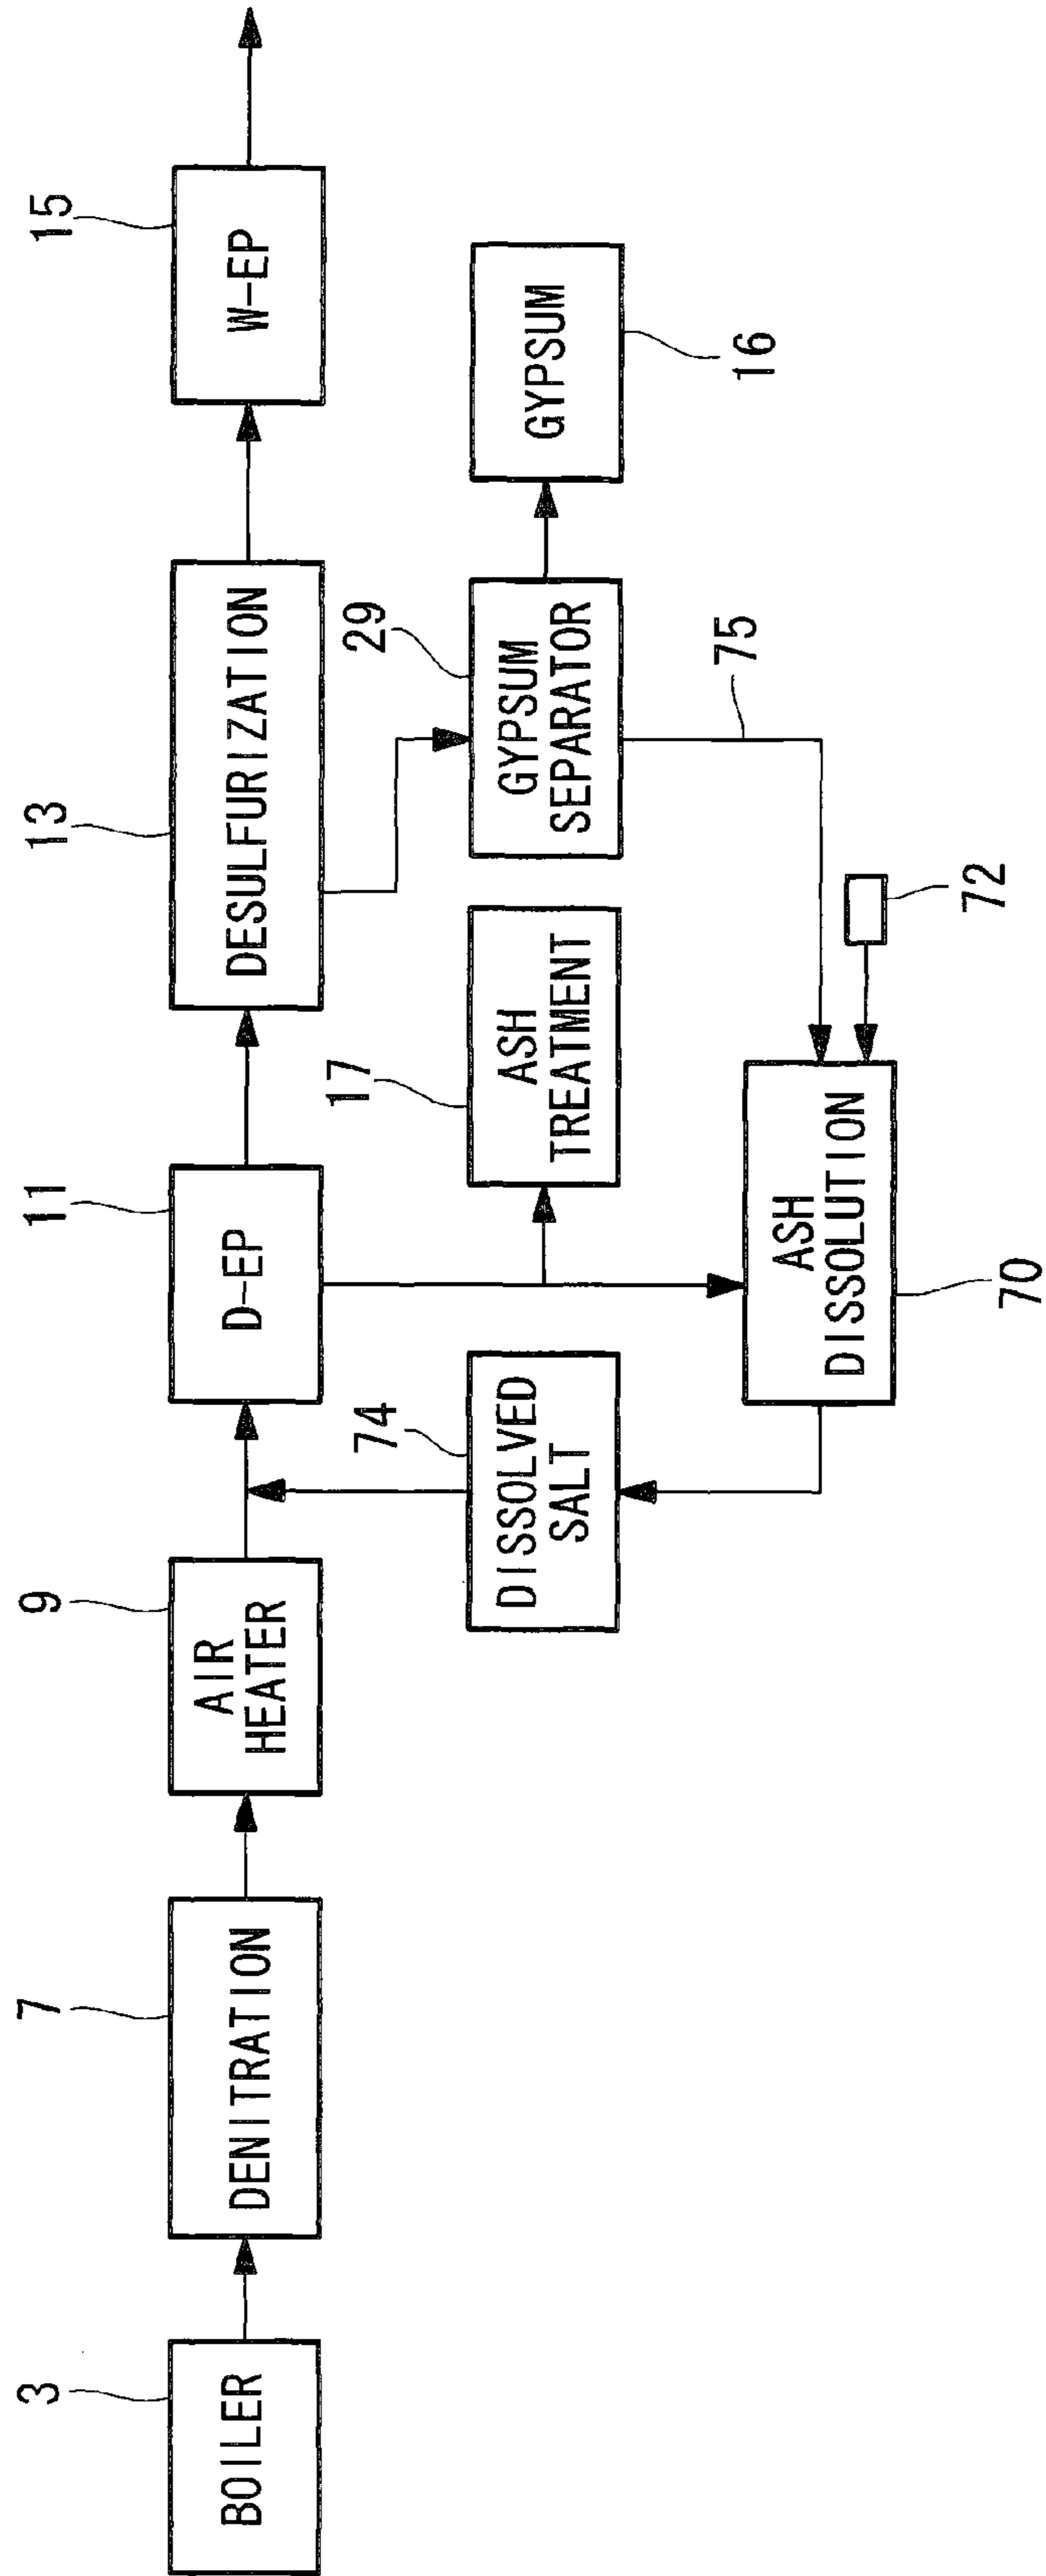 3
BOILER
7
DENITRATION
9
AIR
HEATER
11
D-EP
13
DESULFURIZATION
15
W-EP
74
DISSOLVED
SALT
17
ASH
TREATMENT
29
GYPSUM
SEPARATOR
GYPSUM
16
75
ASH
DISSOLUTION
70
72